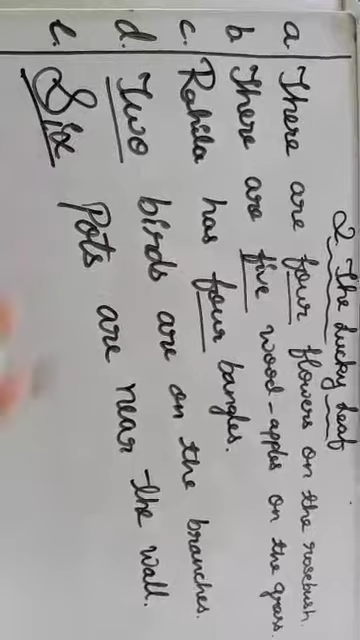 2. The Lucky Leaf
a. There are four flowers on the rosebush.
b. There are five wood-apples on the grass.
c. Rahila has four bangles.
d. Two birds are on the branches.
e. Six Pots are near the wall.